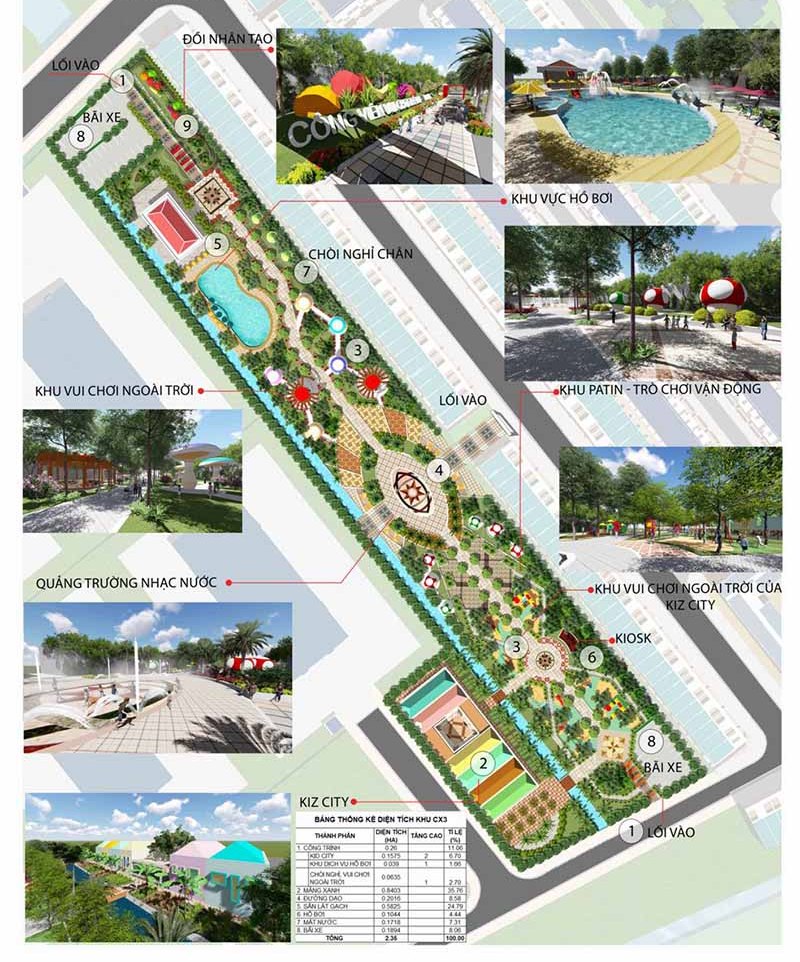 ĐỒI NHÂN TẠO
LỐI VÀO
1
BÃI XE
8
9
CÔNG VIÊN
KHU VỰC HỒ BƠI
5
CHÒI NGHỈ CHÂN
7
3
KHU VUI CHƠI NGOÀI TRỜI
LỐI VÀO
KHU PATIN - TRÒ CHƠI VẬN ĐỘNG
4
QUẢNG TRƯỜNG NHẠC NƯỚC
KHU VUI CHƠI NGOÀI TRỜI CỦA
KIZ CITY
KIOSK
3
6
8
BÃI XE
2
KIZ CITY
1 LỐI VÀO
BẢNG THỐNG KÊ DIỆN TÍCH KHU CX3
THÀNH PHẦN DIỆN TÍCH (HA) TẦNG CAO TỈ LỆ (%)
1. CÔNG TRÌNH 0.26 11.06
KID CITY 0.1575 2 6.70
KHU DỊCH VỤ HỒ BƠI 0.039 1 1.66
CHÒI NGHỈ, VUI CHƠI
NGOÀI TRỜI 0.0635 1 2.70
2. MẢNG XANH 0.8403 35.76
4. ĐƯỜNG DẠO 0.2016 8.58
5. SÂN LÁT GẠCH 0.5825 24.79
6. HỒ BƠI 0.1044 4.44
7. MẶT NƯỚC 0.1718 7.31
8. BÃI XE 0.1894 8.06
TỔNG 2.35 100.00